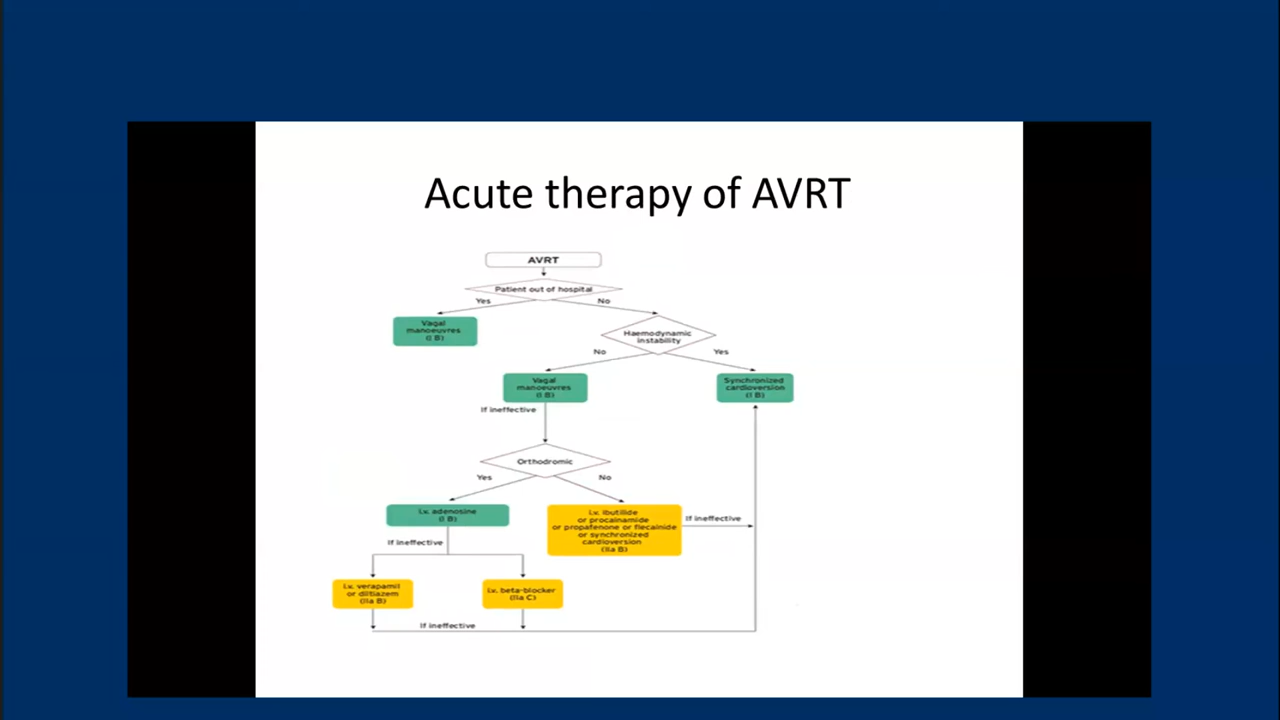 Acute therapy of AVRT
AVRT
Patient out of hospital
Yes
No
Vagal
manoeuvres
(I B)
Haemodynamic
instability
No
Yes
Vagal
manoeuvres
(I B)
Synchronized
cardioversion
(I B)
If ineffective
Orthodromic
Yes
No
i.v. adenosine
(I B)
i.v. ibutilide
or procainamide
or propafenone or flecainide
or synchronized
cardioversion
(IIa B)
If ineffective
If ineffective
i.v. verapamil
or diltiazem
(IIa B)
i.v. beta-blocker
(IIa C)
If ineffective